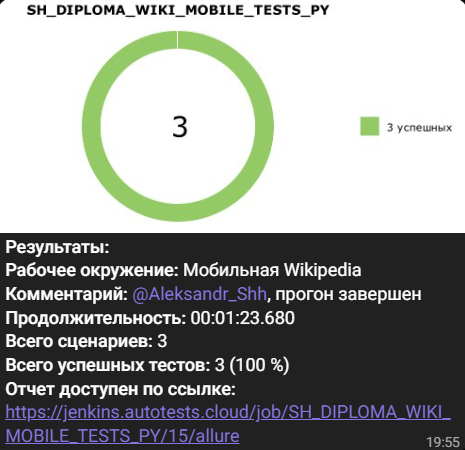 SH_DIPLOMA_WIKI_MOBILE_TESTS_PY
3
3 успешных
Результаты:
Рабочее окружение: Мобильная Wikipedia
Комментарий: @Aleksandr_Shh, прогон завершен
Продолжительность: 00:01:23.680
Всего сценариев: 3
Всего успешных тестов: 3 (100 %)
Отчет доступен по ссылке:
https://jenkins.autotests.cloud/job/SH_DIPLOMA_WIKI_
MOBILE_TESTS_PY/15/allure
19:55